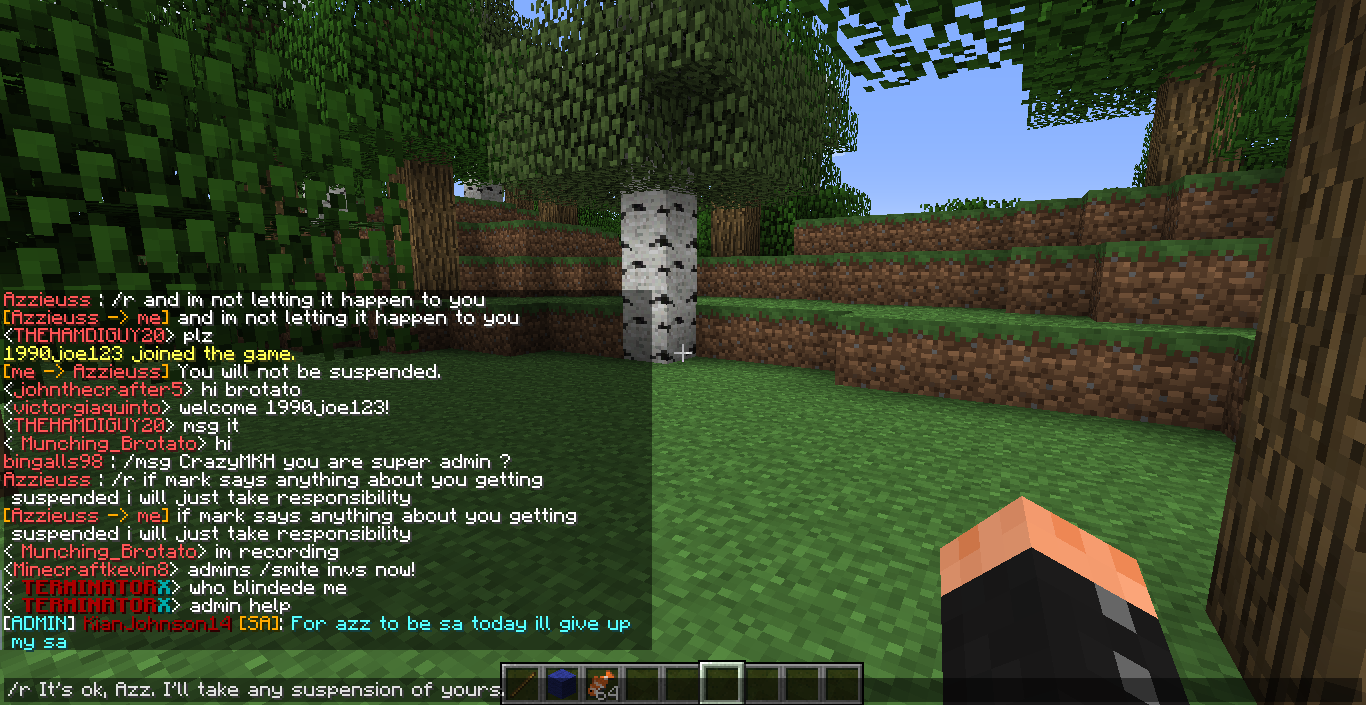 Azzieuss : /r and im not letting it happen to you
[Azzieuss -> me] and im not letting it happen to you
<THEHAMDIGUY20> plz
1990joe123 joined the game.
[me -> Azzieuss] You will not be suspended.
<johnthecrafter5> hi brotato
<victorgiaquinto> welcome 1990joe123!
<THEHAMDIGUY20> msg it
< Munching_Brotato> hi
bingalls98 : /msg CrazyMKH you are super admin ?
Azzieuss : /r if mark says anything about you getting
suspended i will just take responsibility
[Azzieuss -> me] if mark says anything about you getting
suspended i will just take responsibility
< Munching_Brotato> im recording
<Minecraftkevin8> admins /smite invs now!
< TERMINATORX> who blindede me
< TERMINATORX> admin help
[ADMIN] KianJohnson14 [SA]: For azz to be sa today ill give up
my sa
/r It's ok, Azz. I'll take any suspension of yours.
64